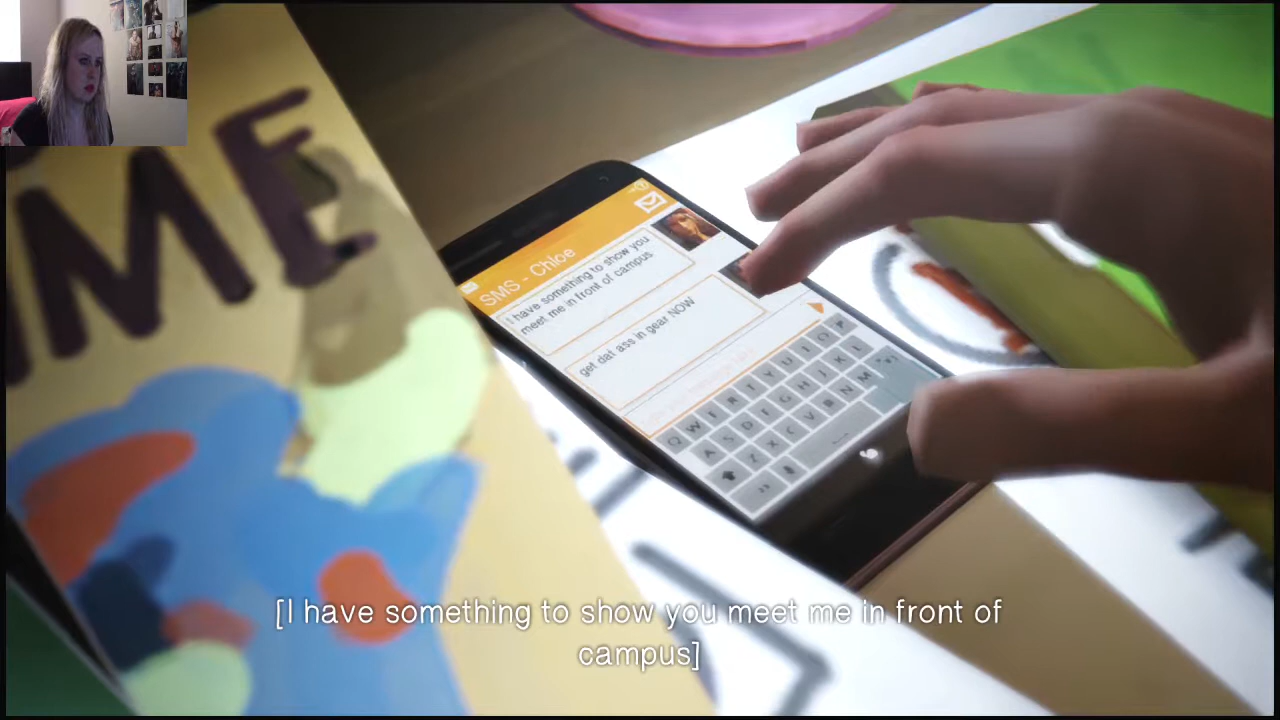 ME
SMS - Chloe
I have something to show you
meet me in front of campus
get dat ass in gear NOW
Q W E R T Y U I O P
A S D F G H J K L
Z X C V B N M
[I have something to show you meet me in front of
campus]